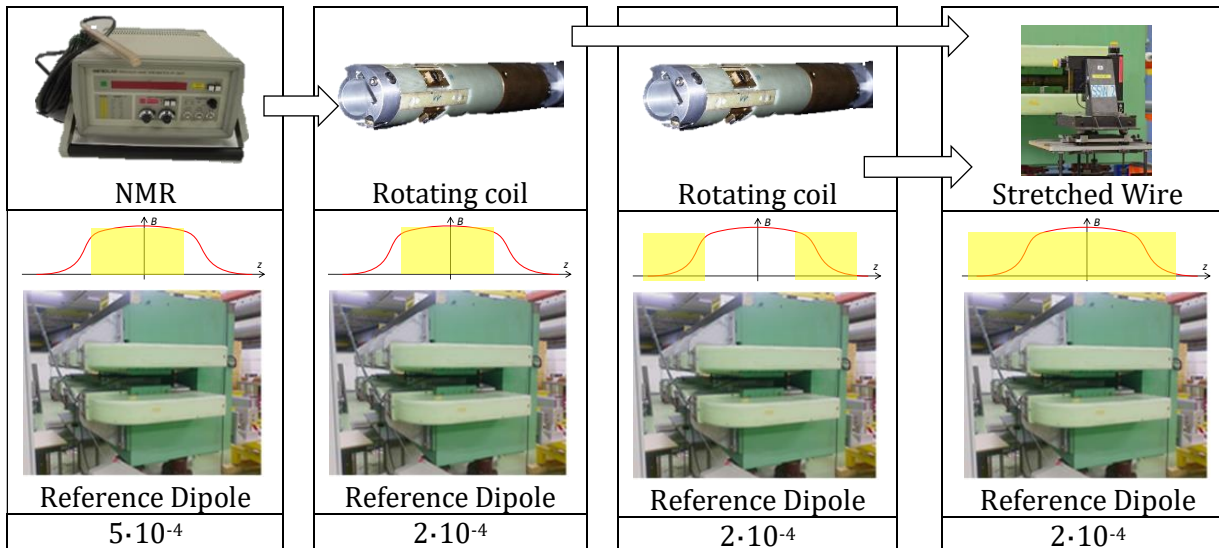 NMR
Rotating coil
Rotating coil
Stretched Wire
B
z
B
z
B
z
B
z
Reference Dipole
Reference Dipole
Reference Dipole
Reference Dipole
5·10⁻⁴
2·10⁻⁴
2·10⁻⁴
2·10⁻⁴